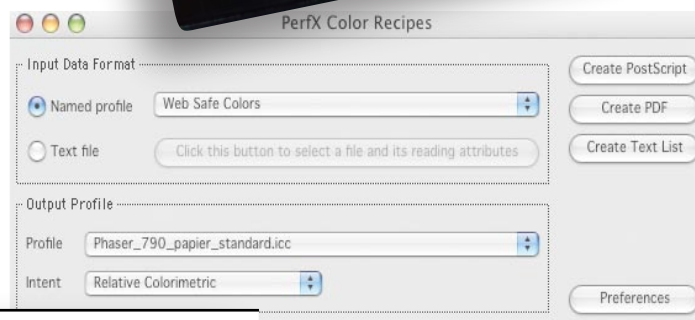 PerfX Color Recipes
Input Data Format
Named profile
Web Safe Colors
Text file
Click this button to select a file and its reading attributes
Output Profile
Profile
Phaser_790_papier_standard.icc
Intent
Relative Colorimetric
Create PostScript
Create PDF
Create Text List
Preferences